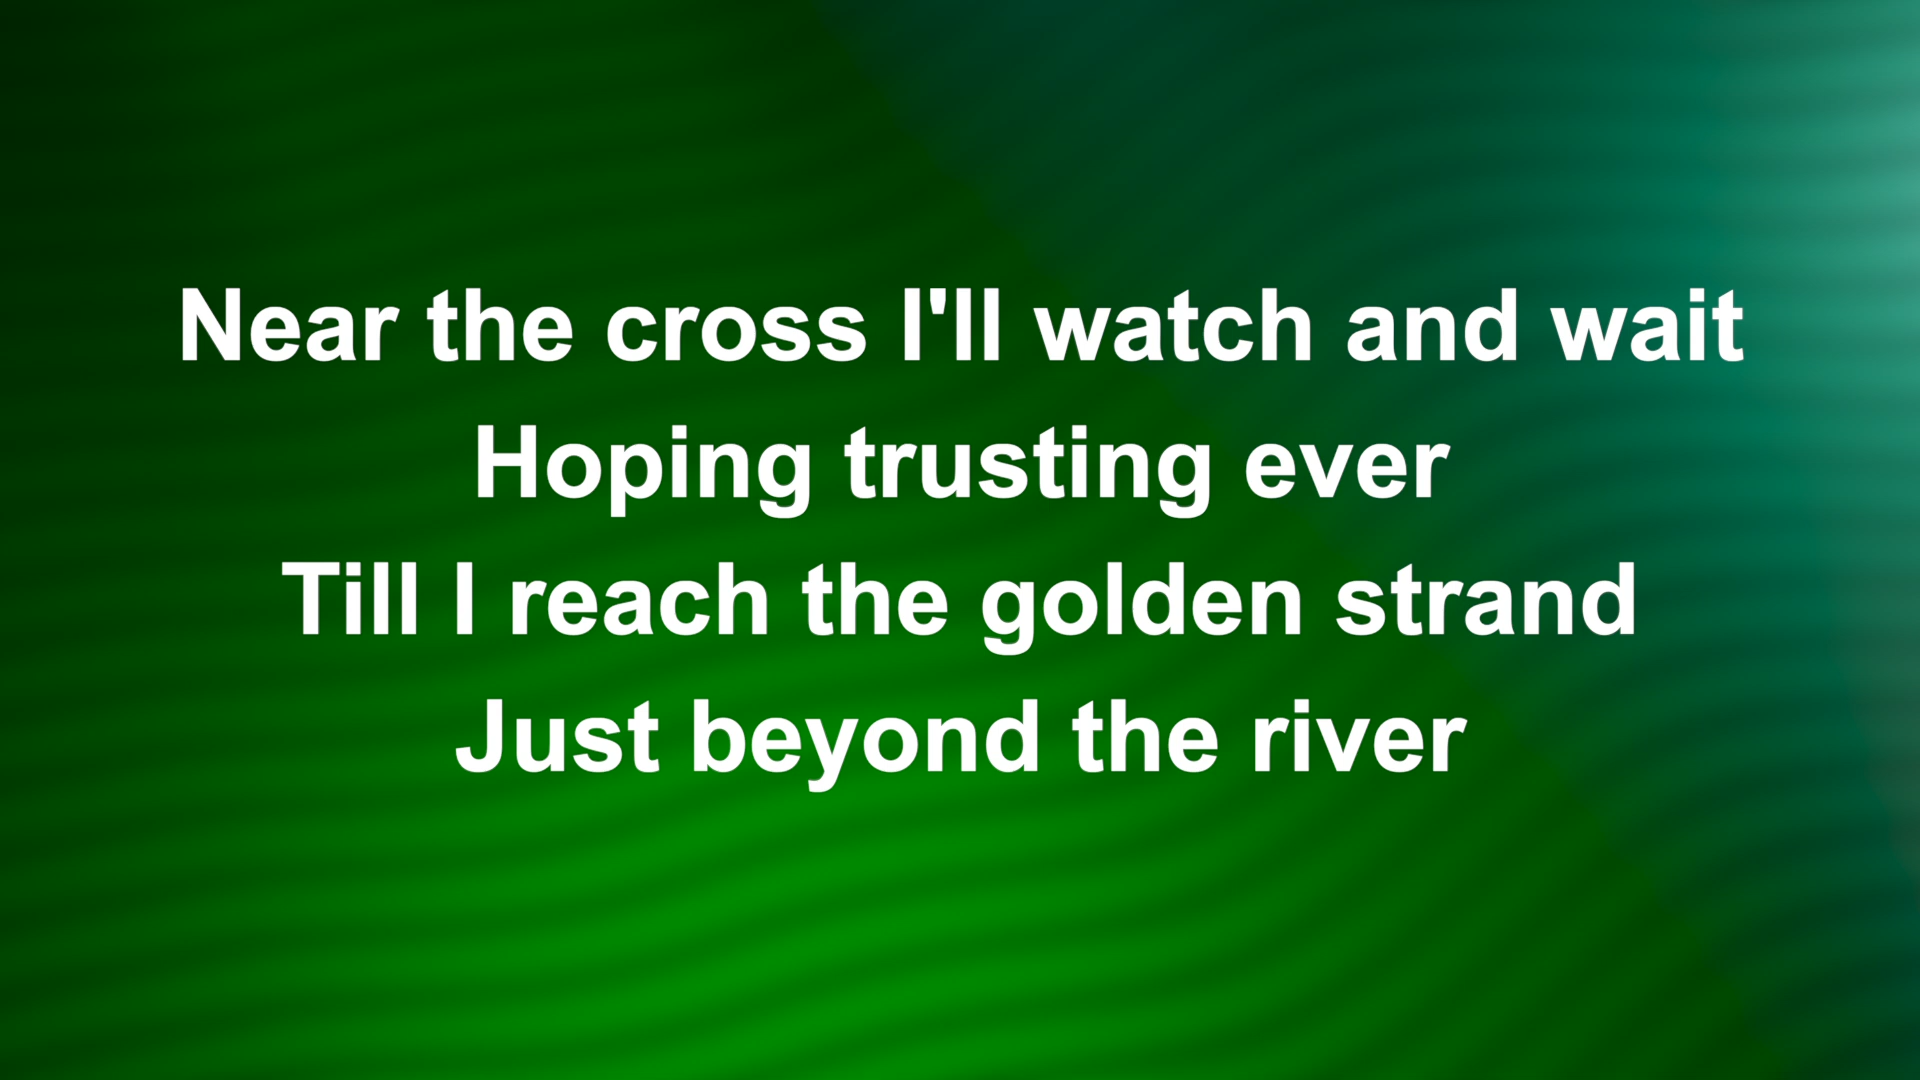 Near the cross I'll watch and wait
Hoping trusting ever
Till I reach the golden strand
Just beyond the river